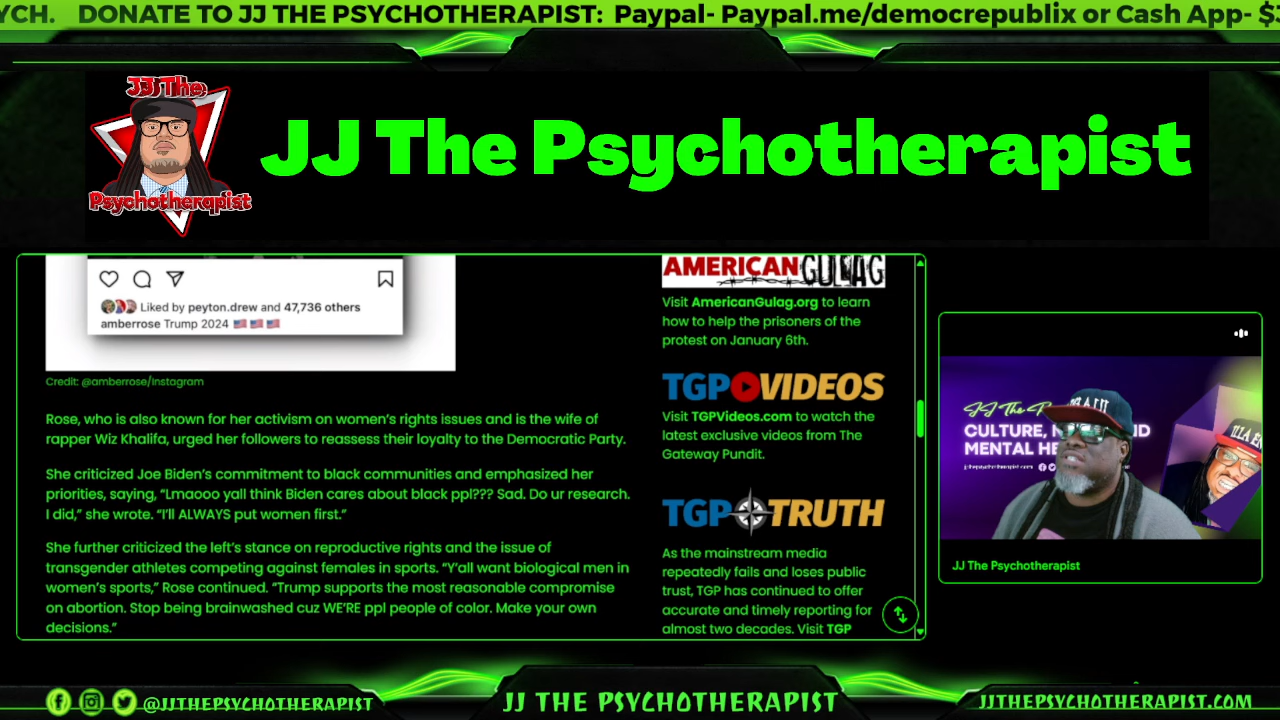 YCH. DONATE TO JJ THE PSYCHOTHERAPIST: Paypal- Paypal.me/democrepublix or Cash App- $
JJ The
Psychotherapist
JJ The Psychotherapist
Liked by peyton.drew and 47,736 others
amberrose Trump 2024
Credit: @amberrose/Instagram
Rose, who is also known for her activism on women's rights issues and is the wife of
rapper Wiz Khalifa, urged her followers to reassess their loyalty to the Democratic Party.
She criticized Joe Biden's commitment to black communities and emphasized her
priorities, saying, “Lmaooo yall think Biden cares about black ppl??? Sad. Do ur research.
I did,” she wrote. “I'll ALWAYS put women first.”
She further criticized the left's stance on reproductive rights and the issue of
transgender athletes competing against females in sports. “Y'all want biological men in
women's sports,” Rose continued. “Trump supports the most reasonable compromise
on abortion. Stop being brainwashed cuz WE'RE ppl people of color. Make your own
decisions.”
AMERICAN GULAG
Visit AmericanGulag.org to learn
how to help the prisoners of the
protest on January 6th.
TGP VIDEOS
Visit TGPVideos.com to watch the
latest exclusive videos from The
Gateway Pundit.
TGP TRUTH
As the mainstream media
repeatedly fails and loses public
trust, TGP has continued to offer
accurate and timely reporting for
almost two decades. Visit TGP
JJ The P
CULTURE, N ND
MENTAL HE
JJ The Psychotherapist
@JJTHEPSYCHOTHERAPIST
JJ THE PSYCHOTHERAPIST
JJTHEPSYCHOTHERAPIST.COM